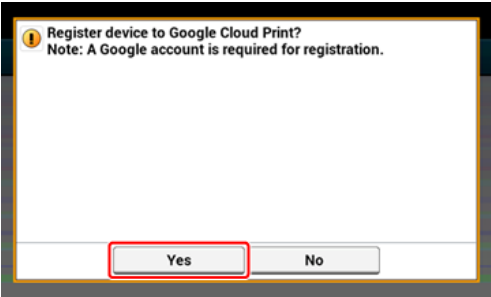 Register device to Google Cloud Print?
Note: A Google account is required for registration.
Yes No